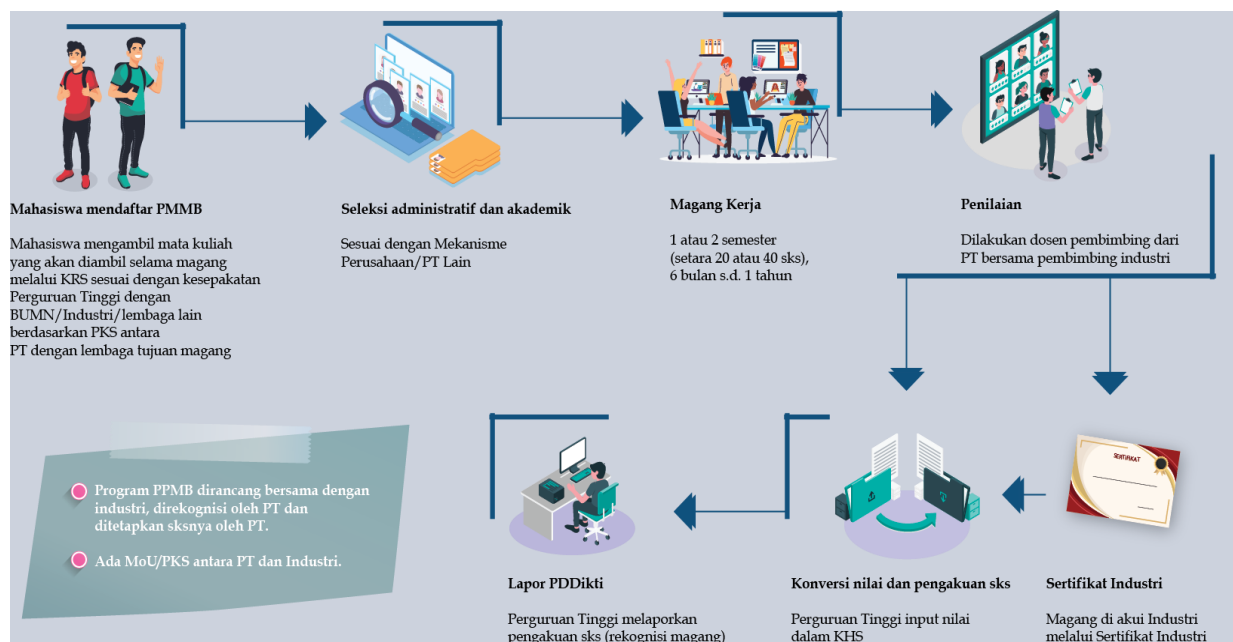 Mahasiswa mendaftar PMMB
Mahasiswa mengambil mata kuliah
yang akan diambil selama magang
melalui KRS sesuai dengan kesepakatan
Perguruan Tinggi dengan
BUMN/Industri/lembaga lain
berdasarkan PKS antara
PT dengan lembaga tujuan magang
Seleksi administratif dan akademik
Sesuai dengan Mekanisme
Perusahaan/PT Lain
Magang Kerja
1 atau 2 semester
(setara 20 atau 40 sks),
6 bulan s.d. 1 tahun
Penilaian
Dilakukan dosen pembimbing dari
PT bersama pembimbing industri
SERTIFIKAT
Sertifikat Industri
Magang di akui Industri
melalui Sertifikat Industri
Konversi nilai dan pengakuan sks
Perguruan Tinggi input nilai
dalam KHS
Lapor PDDikti
Perguruan Tinggi melaporkan
pengakuan sks (rekognisi magang)
Program PPMB dirancang bersama dengan
industri, direkognisi oleh PT dan
ditetapkan sksnya oleh PT.
Ada MoU/PKS antara PT dan Industri.